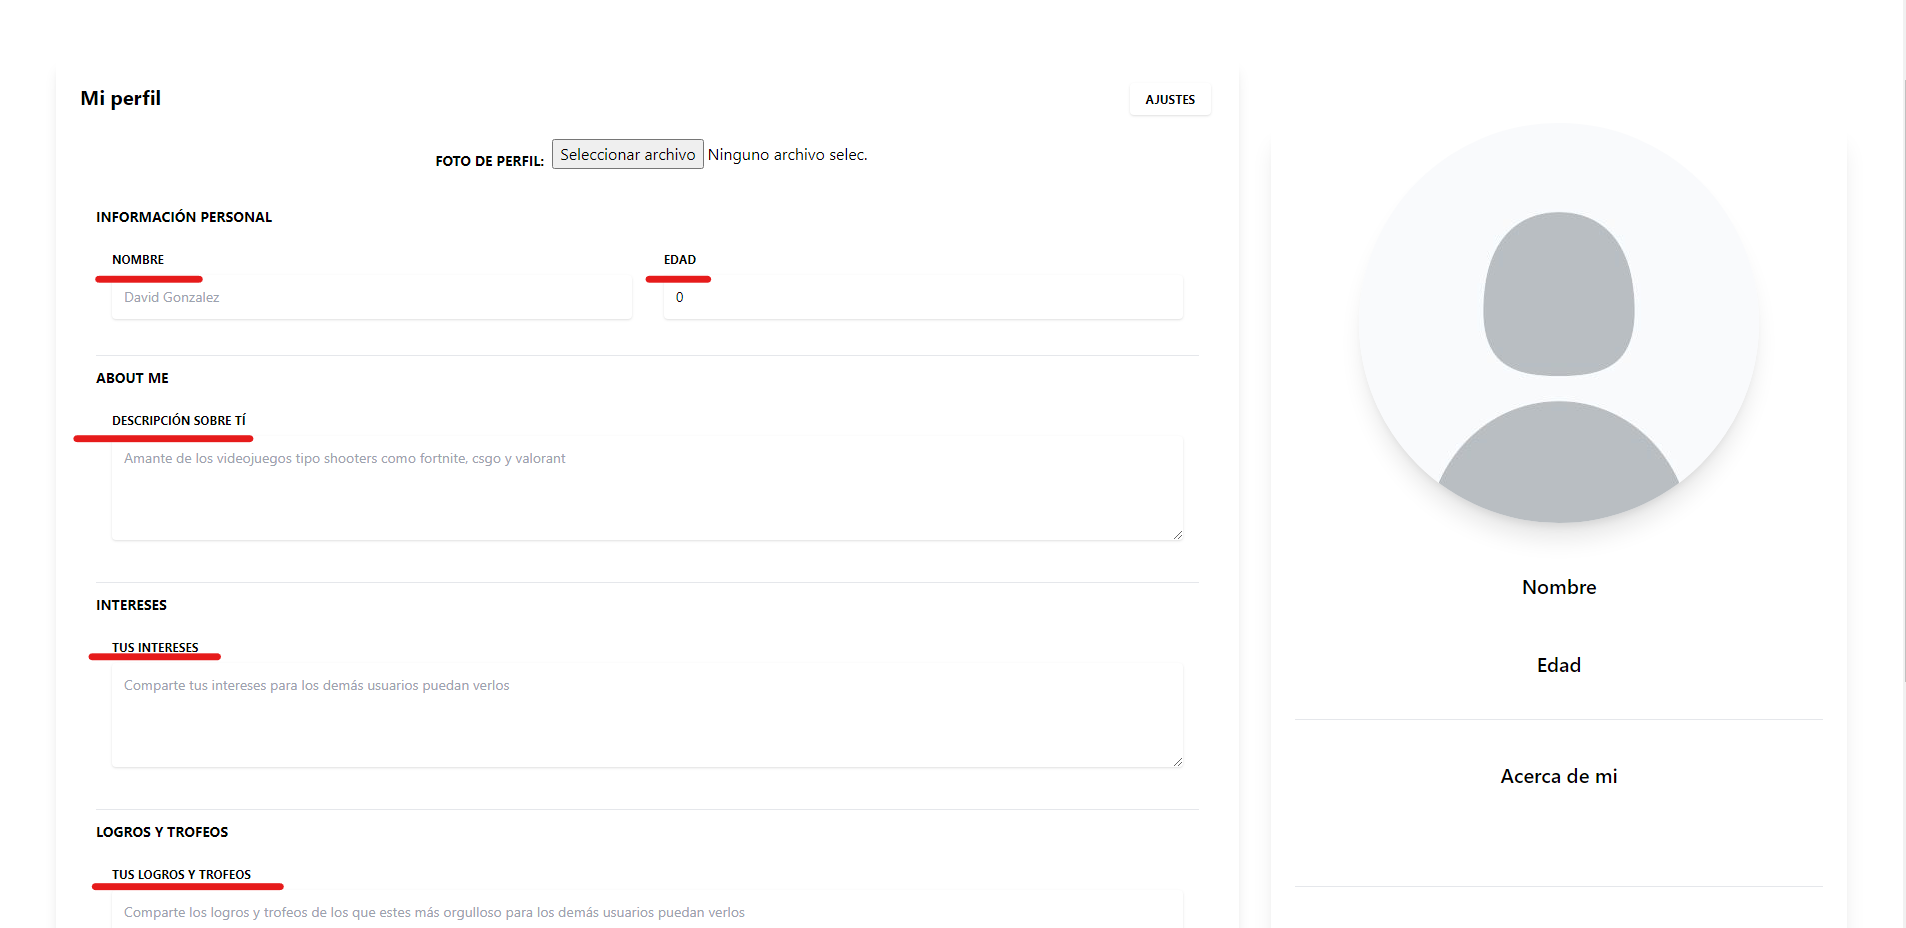 Mi perfil
AJUSTES
FOTO DE PERFIL: Seleccionar archivo Ninguno archivo selec.
INFORMACIÓN PERSONAL
NOMBRE
EDAD
David Gonzalez
0
ABOUT ME
DESCRIPCIÓN SOBRE TÍ
Amante de los videojuegos tipo shooters como fortnite, csgo y valorant
INTERESES
TUS INTERESES
Comparte tus intereses para los demás usuarios puedan verlos
LOGROS Y TROFEOS
TUS LOGROS Y TROFEOS
Comparte los logros y trofeos de los que estes más orgulloso para los demás usuarios puedan verlos
Nombre
Edad
Acerca de mi